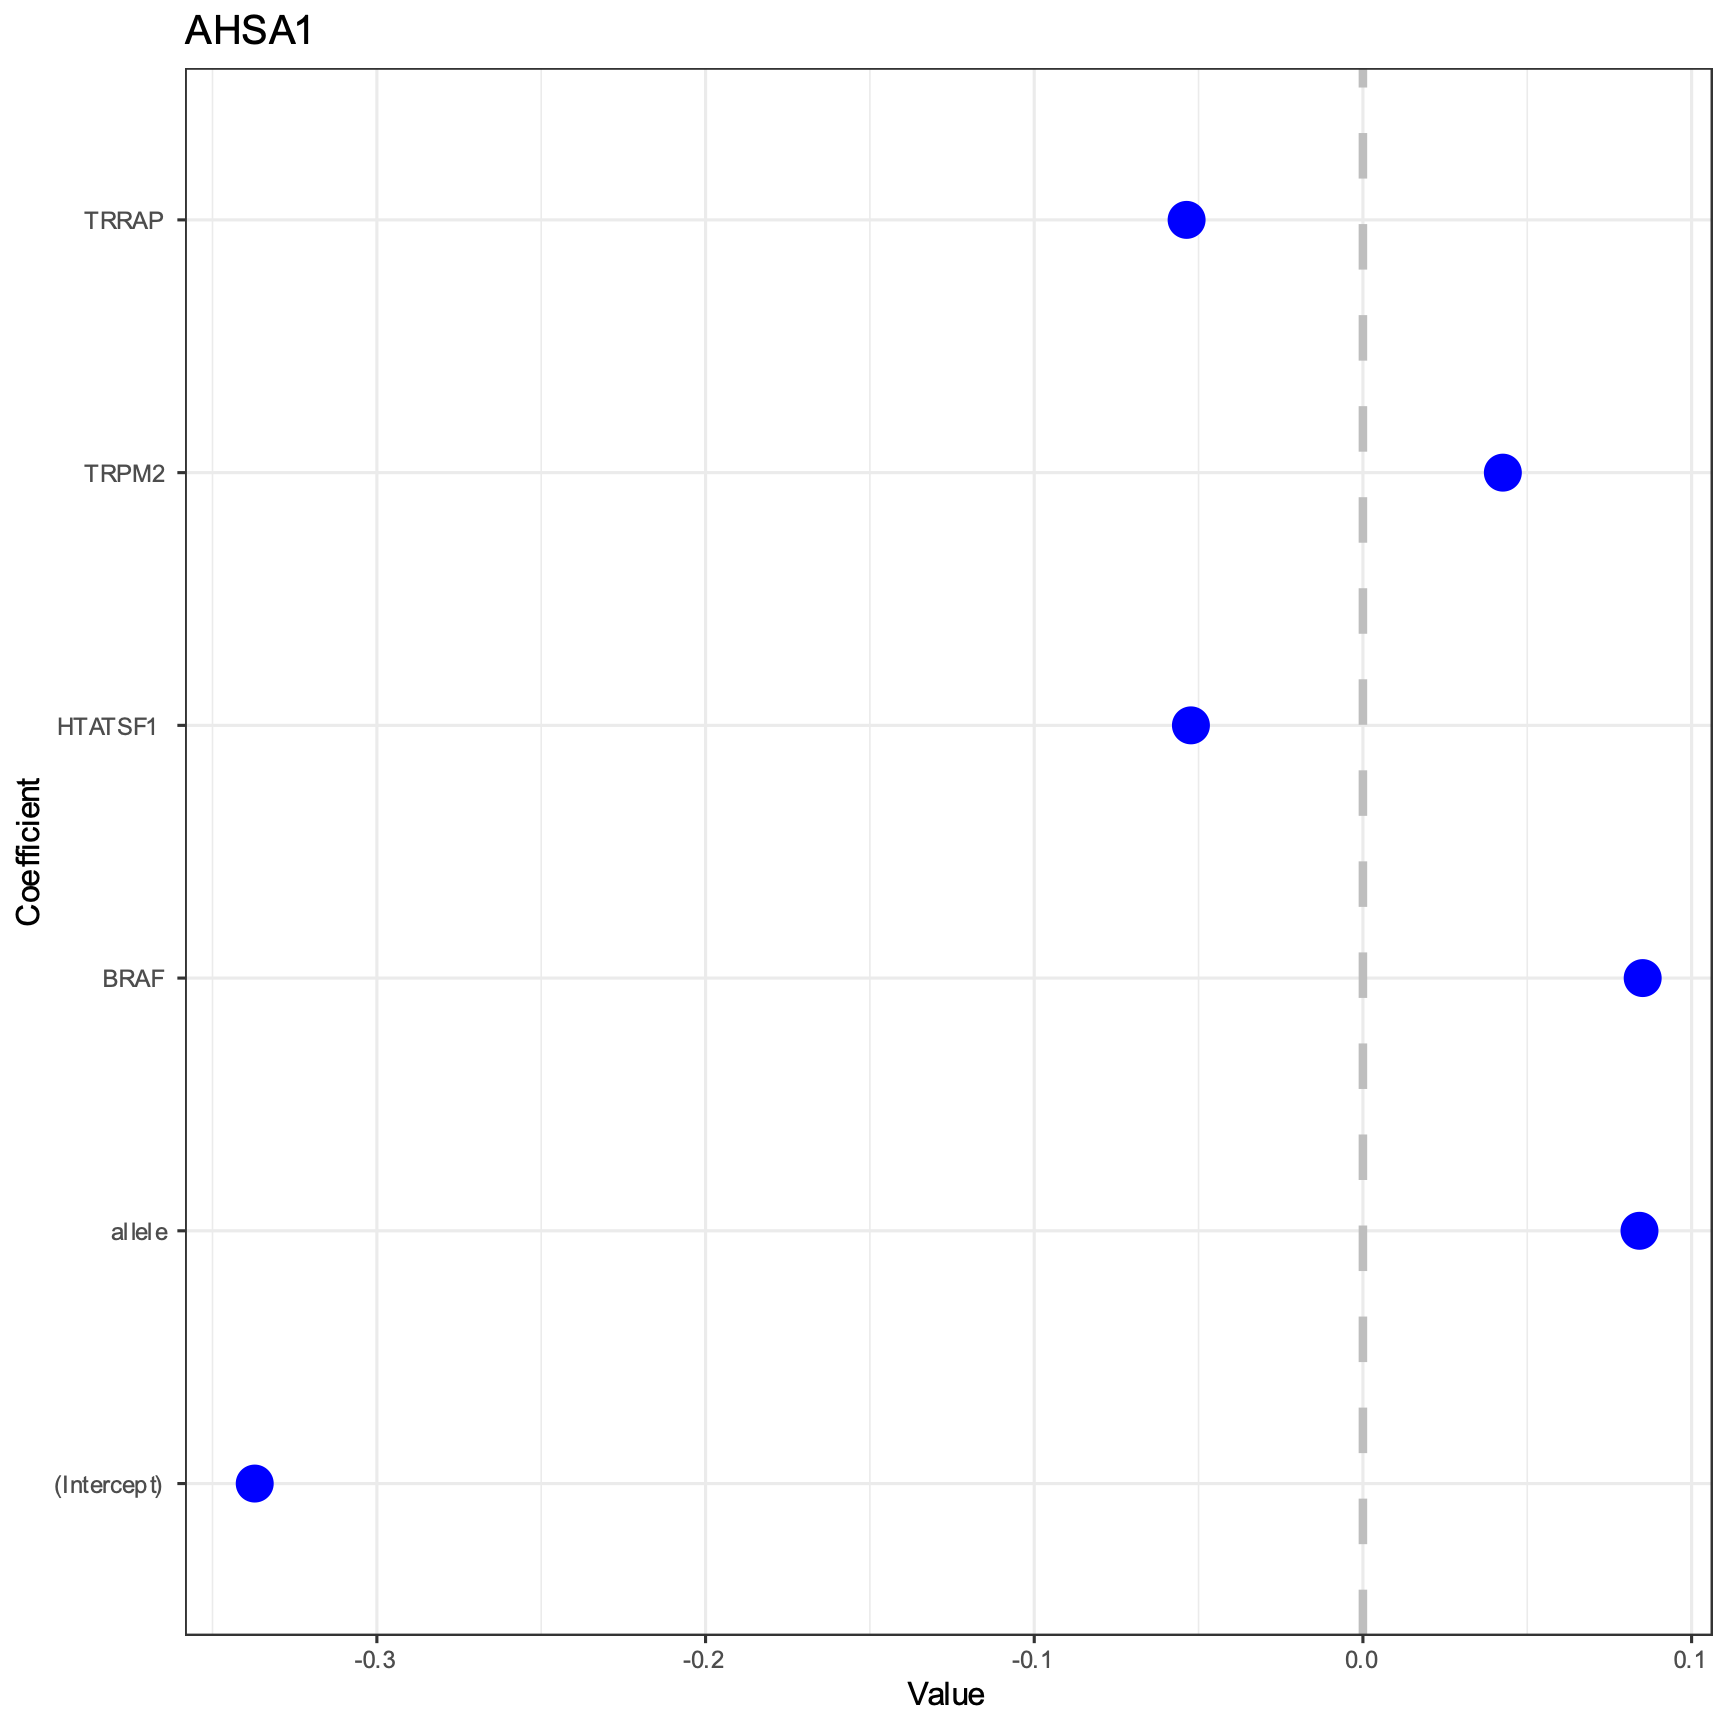 AHSA1
TRRAP
TRPM2
HTATSF1
BRAF
allele
(Intercept)
Coefficient
-0.3 -0.2 -0.1 0.0 0.1
Value